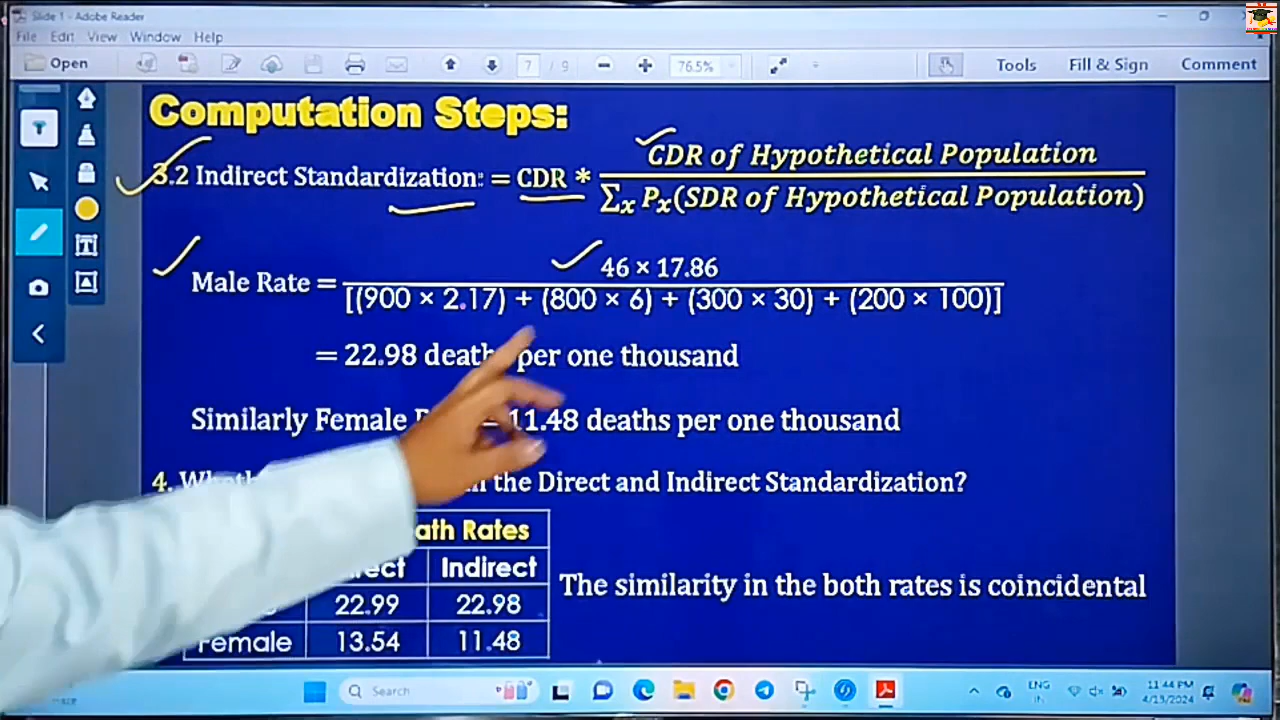 Slide 1 - Adobe Reader
File Edit View Window Help
Open 7 / 9 76.5% Tools Fill & Sign Comment
Computation Steps:
3.2 Indirect Standardization: = CDR * CDR of Hypothetical Population
∑x Px(SDR of Hypothetical Population)
Male Rate = 46 × 17.86
[(900 × 2.17) + (800 × 6) + (300 × 30) + (200 × 100)]
= 22.98 deaths per one thousand
Similarly Female = 11.48 deaths per one thousand
4. the Direct and Indirect Standardization?
Rates
Indirect
22.99 22.98
Female 13.54 11.48
The similarity in the both rates is coincidental
Search ENG 11:44 PM
IN 4/13/2024